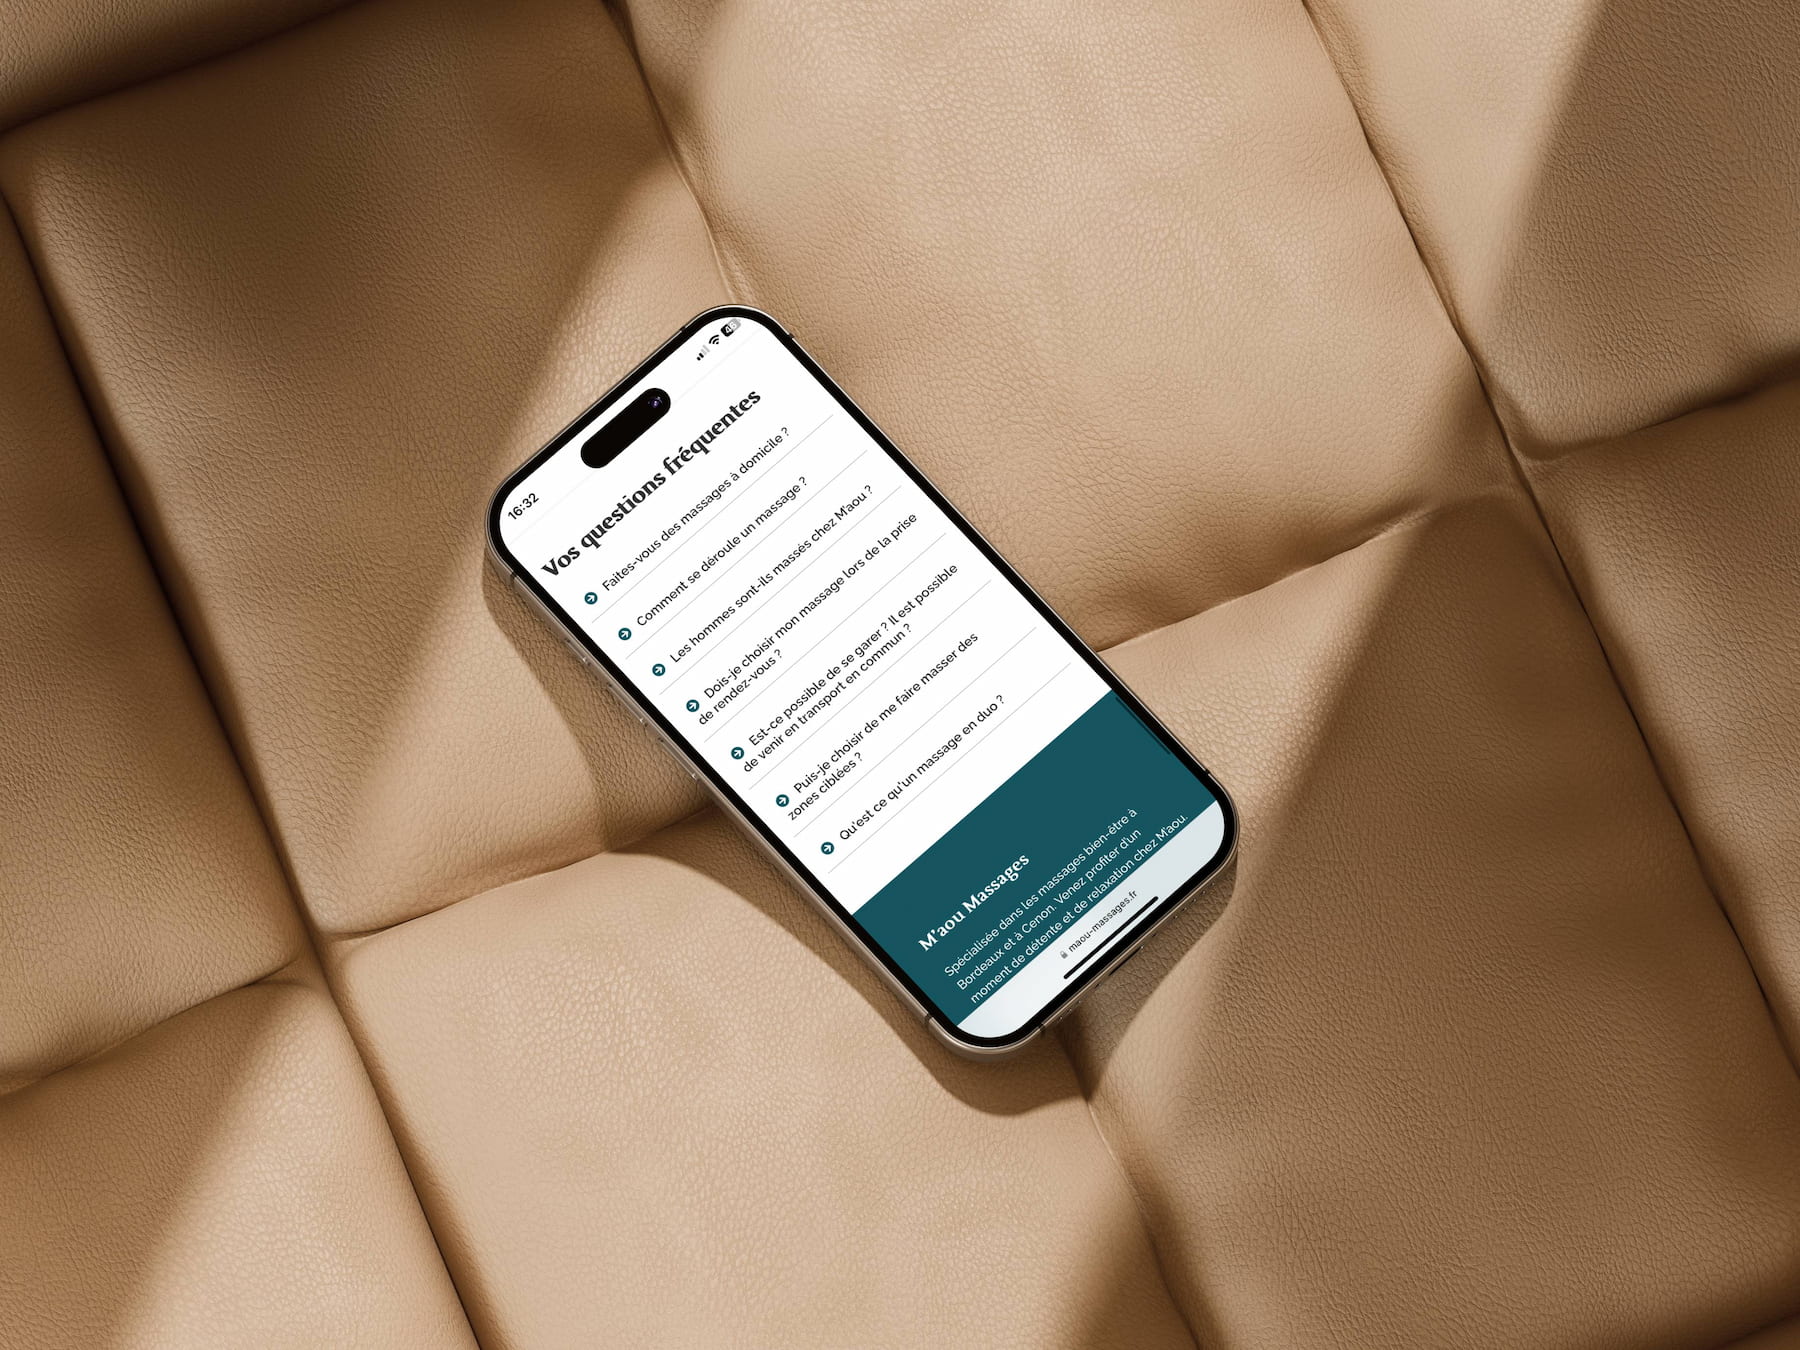 16:32
46
Vos questions fréquentes
Faites-vous des massages à domicile ?
Comment se déroule un massage ?
Les hommes sont-ils massés chez M'aou ?
Dois-je choisir mon massage lors de la prise
de rendez-vous ?
Est-ce possible de se garer ? Il est possible
de venir en transport en commun ?
Puis-je choisir de me faire masser des
zones ciblées ?
Qu'est ce qu'un massage en duo ?
M'aou Massages
Spécialisée dans les massages bien-être à
Bordeaux et à Cenon. Venez profiter d'un
moment de détente et de relaxation chez M'aou.
maou-massages.fr